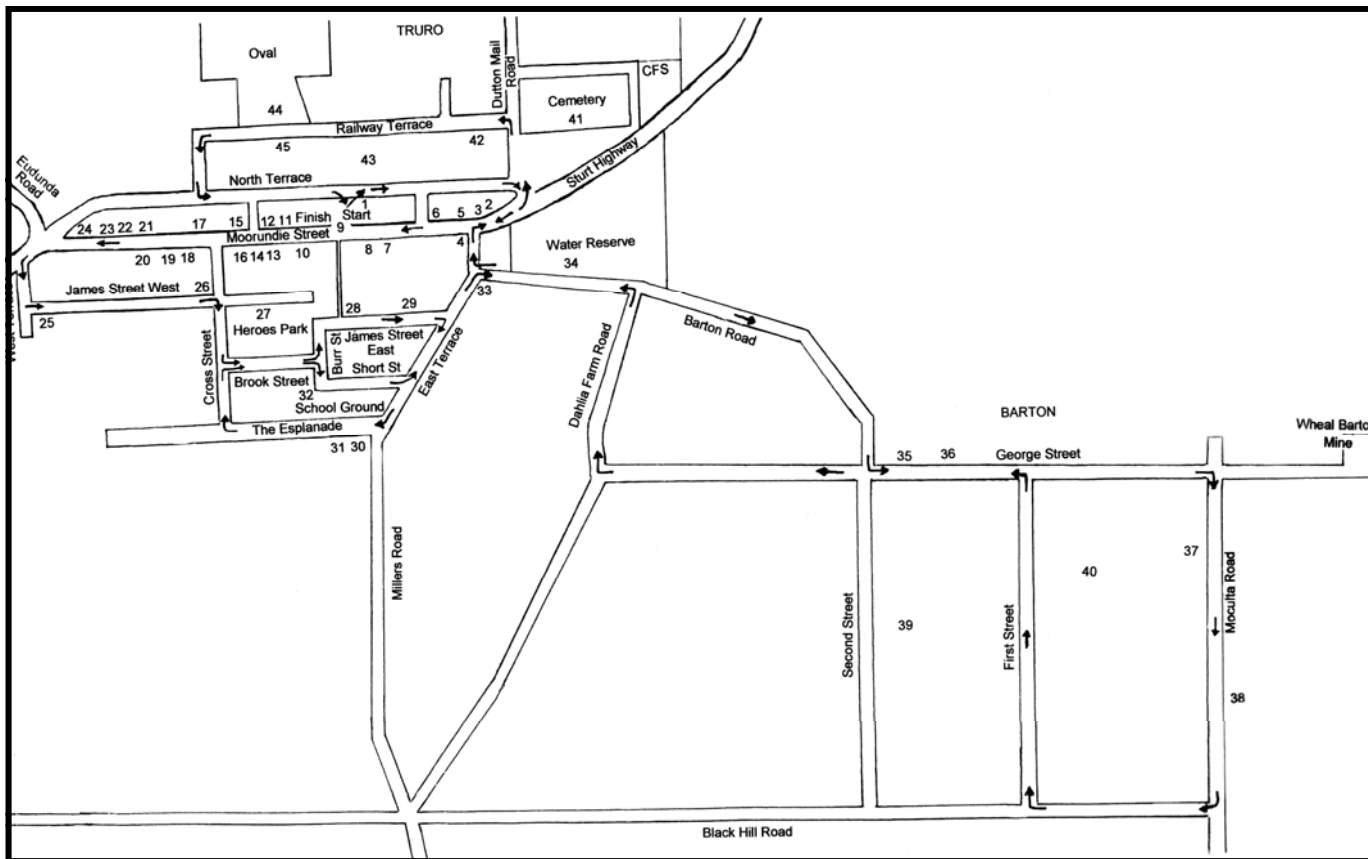 TRURO
Oval
Dutton Mail
Road
CFS
Cemetery
41
44
Railway Terrace
42
45
43
Sturt Highway
Eudunda
Road
North Terrace
1
2
3
5
6
24 23 22 21
17
15
12 11 Finish
Start
9
Moorundie Street
4
Water Reserve
34
20 19 18
16 14 13
10
8 7
James Street West
26
33
25
27
28
29
Heroes Park
James Street
East
Burr St
Short St
East Terrace
Barton Road
Cross Street
Brook Street
32
School Ground
The Esplanade
31 30
Dahlia Farm Road
BARTON
35
36
George Street
Mine
Millers Road
37
40
39
38
Second Street
First Street
Moculta Road
Black Hill Road